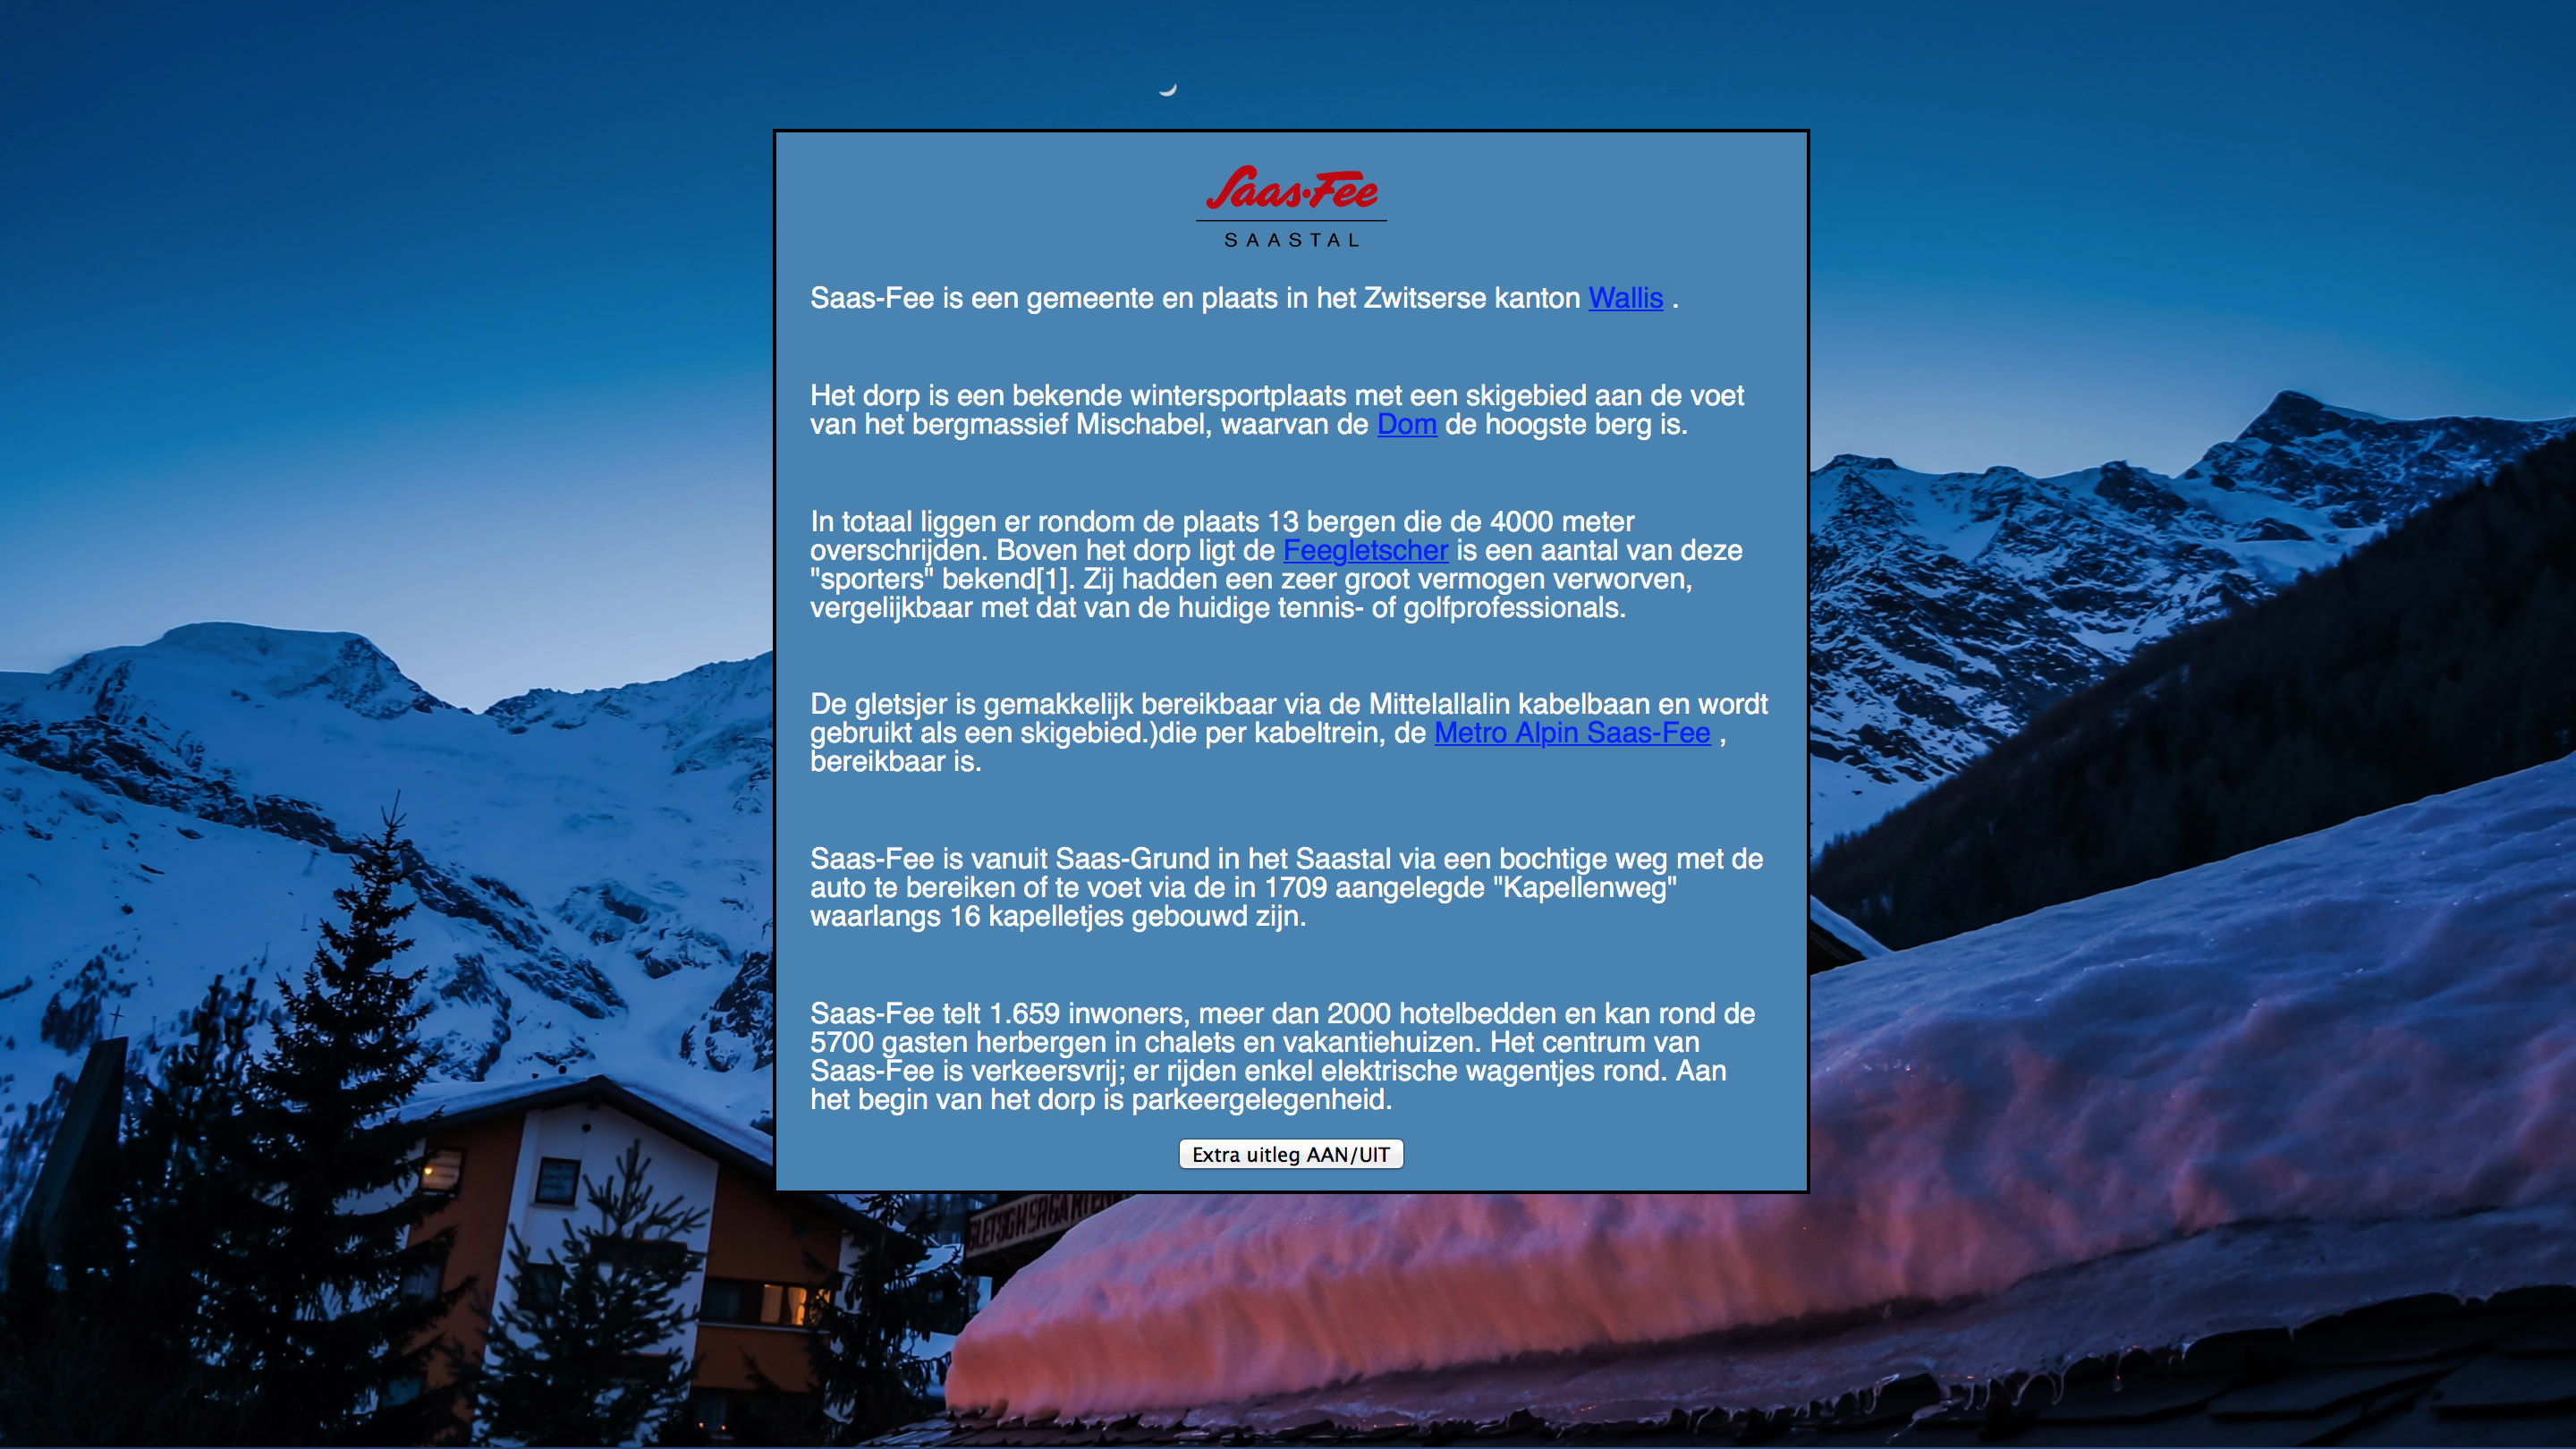 Saas-Fee
SAASTAL
Saas-Fee is een gemeente en plaats in het Zwitserse kanton Wallis .
Het dorp is een bekende wintersportplaats met een skigebied aan de voet
van het bergmassief Mischabel, waarvan de Dom de hoogste berg is.
In totaal liggen er rondom de plaats 13 bergen die de 4000 meter
overschrijden. Boven het dorp ligt de Feegletscher is een aantal van deze
"sporters" bekend[1]. Zij hadden een zeer groot vermogen verworven,
vergelijkbaar met dat van de huidige tennis- of golfprofessionals.
De gletsjer is gemakkelijk bereikbaar via de Mittelallalin kabelbaan en wordt
gebruikt als een skigebied.)die per kabeltrein, de Metro Alpin Saas-Fee ,
bereikbaar is.
Saas-Fee is vanuit Saas-Grund in het Saastal via een bochtige weg met de
auto te bereiken of te voet via de in 1709 aangelegde "Kapellenweg"
waarlangs 16 kapelletjes gebouwd zijn.
Saas-Fee telt 1.659 inwoners, meer dan 2000 hotelbedden en kan rond de
5700 gasten herbergen in chalets en vakantiehuizen. Het centrum van
Saas-Fee is verkeersvrij; er rijden enkel elektrische wagentjes rond. Aan
het begin van het dorp is parkeergelegenheid.
Extra uitleg AAN/UIT